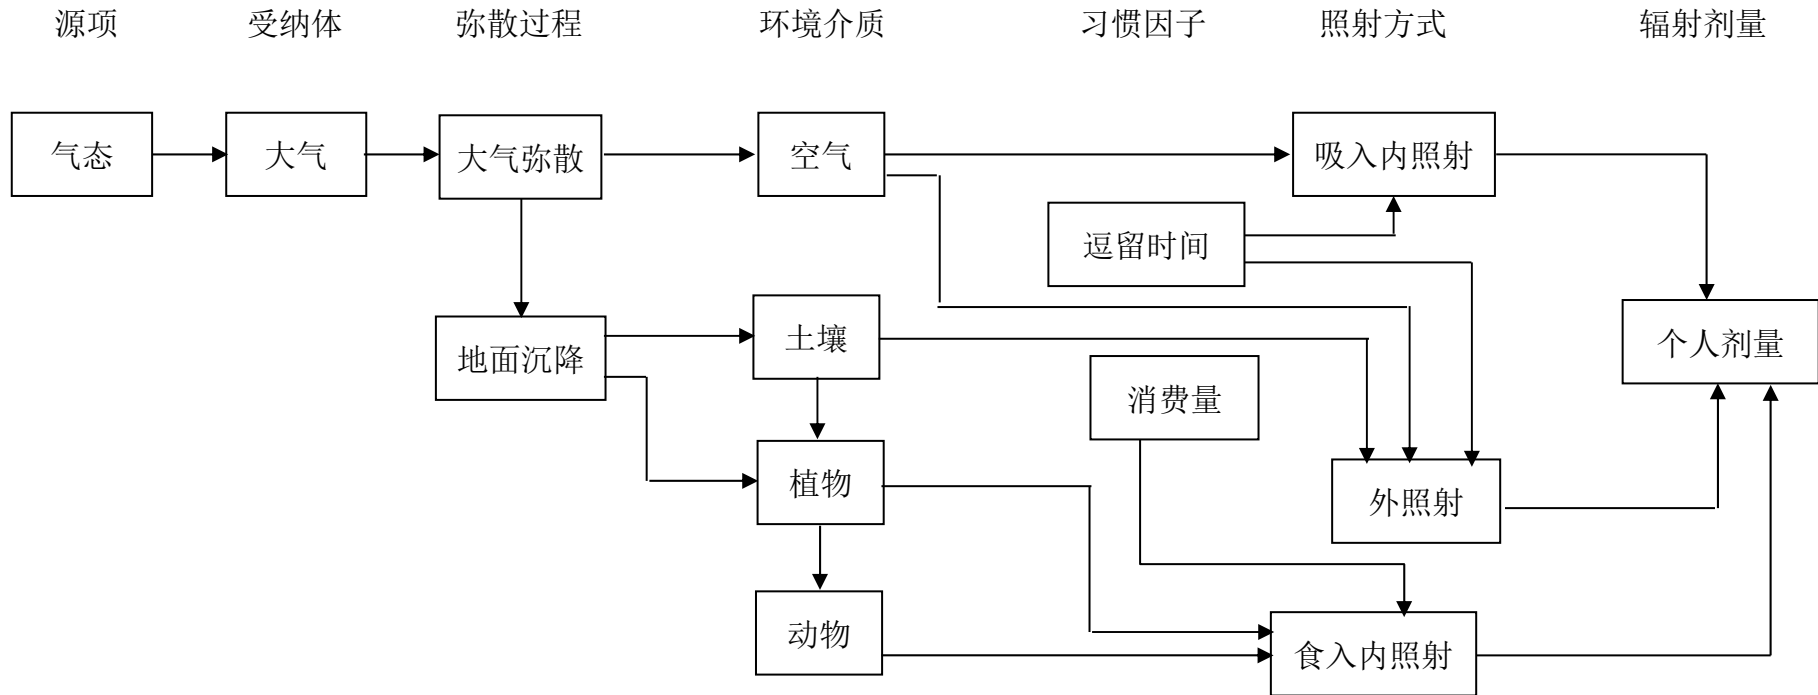 源项 受纳体 弥散过程 环境介质 习惯因子 照射方式 辐射剂量
气态 大气 大气弥散 空气 吸入内照射
逗留时间
地面沉降 土壤 个人剂量
消费量
植物 外照射
动物 食入内照射